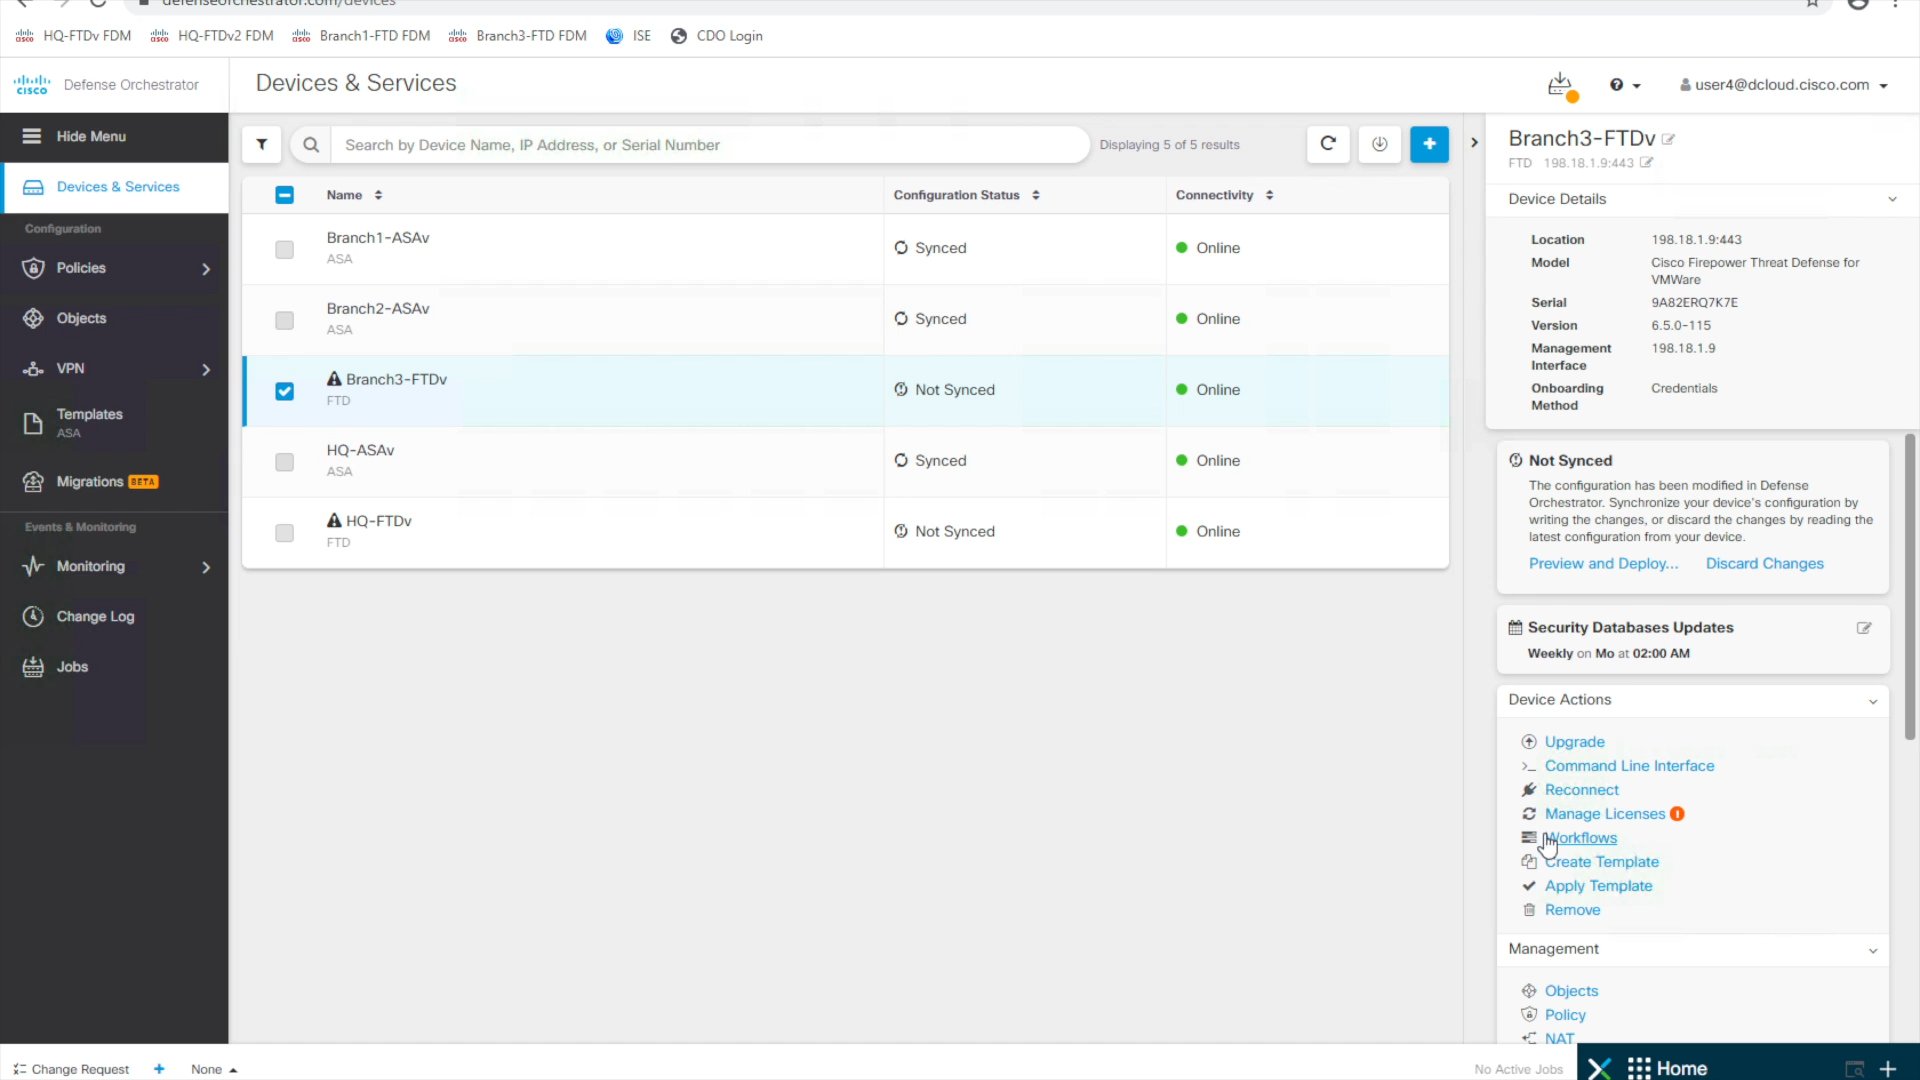 defenseorchestrator.com/devices
HQ-FTDv FDM
HQ-FTDv2 FDM
Branch1-FTD FDM
Branch3-FTD FDM
ISE
CDO Login
cisco Defense Orchestrator
Devices & Services
user4@dcloud.cisco.com
Hide Menu
Devices & Services
Configuration
Policies
Objects
VPN
Templates
ASA
Migrations BETA
Events & Monitoring
Monitoring
Change Log
Jobs
Search by Device Name, IP Address, or Serial Number
Displaying 5 of 5 results
Name Configuration Status Connectivity
Branch1-ASAv
ASA
Synced Online
Branch2-ASAv
ASA
Synced Online
Branch3-FTDv
FTD
Not Synced Online
HQ-ASAv
ASA
Synced Online
HQ-FTDv
FTD
Not Synced Online
Branch3-FTDv
FTD 198.18.1.9:443
Device Details
Location 198.18.1.9:443
Model Cisco Firepower Threat Defense for
VMWare
Serial 9A82ERQ7K7E
Version 6.5.0-115
Management 198.18.1.9
Interface
Onboarding Credentials
Method
Not Synced
The configuration has been modified in Defense
Orchestrator. Synchronize your device's configuration by
writing the changes, or discard the changes by reading the
latest configuration from your device.
Preview and Deploy... Discard Changes
Security Databases Updates
Weekly on Mo at 02:00 AM
Device Actions
Upgrade
Command Line Interface
Reconnect
Manage Licenses
Workflows
Create Template
Apply Template
Remove
Management
Objects
Policy
NAT
Change Request
None
No Active Jobs
Home